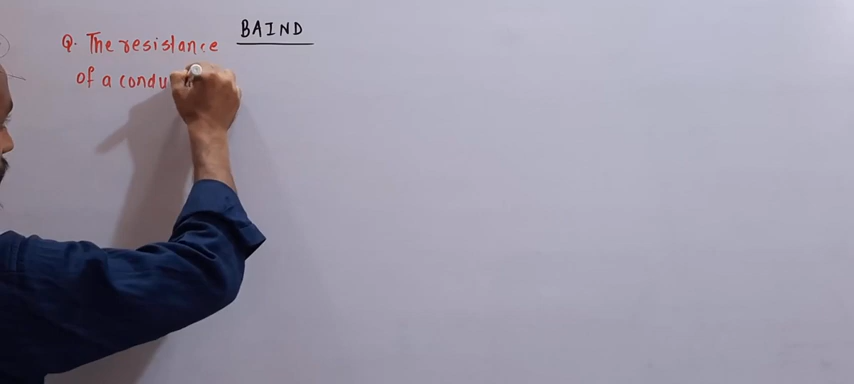 BAIND
Q. The resistance
of a condu